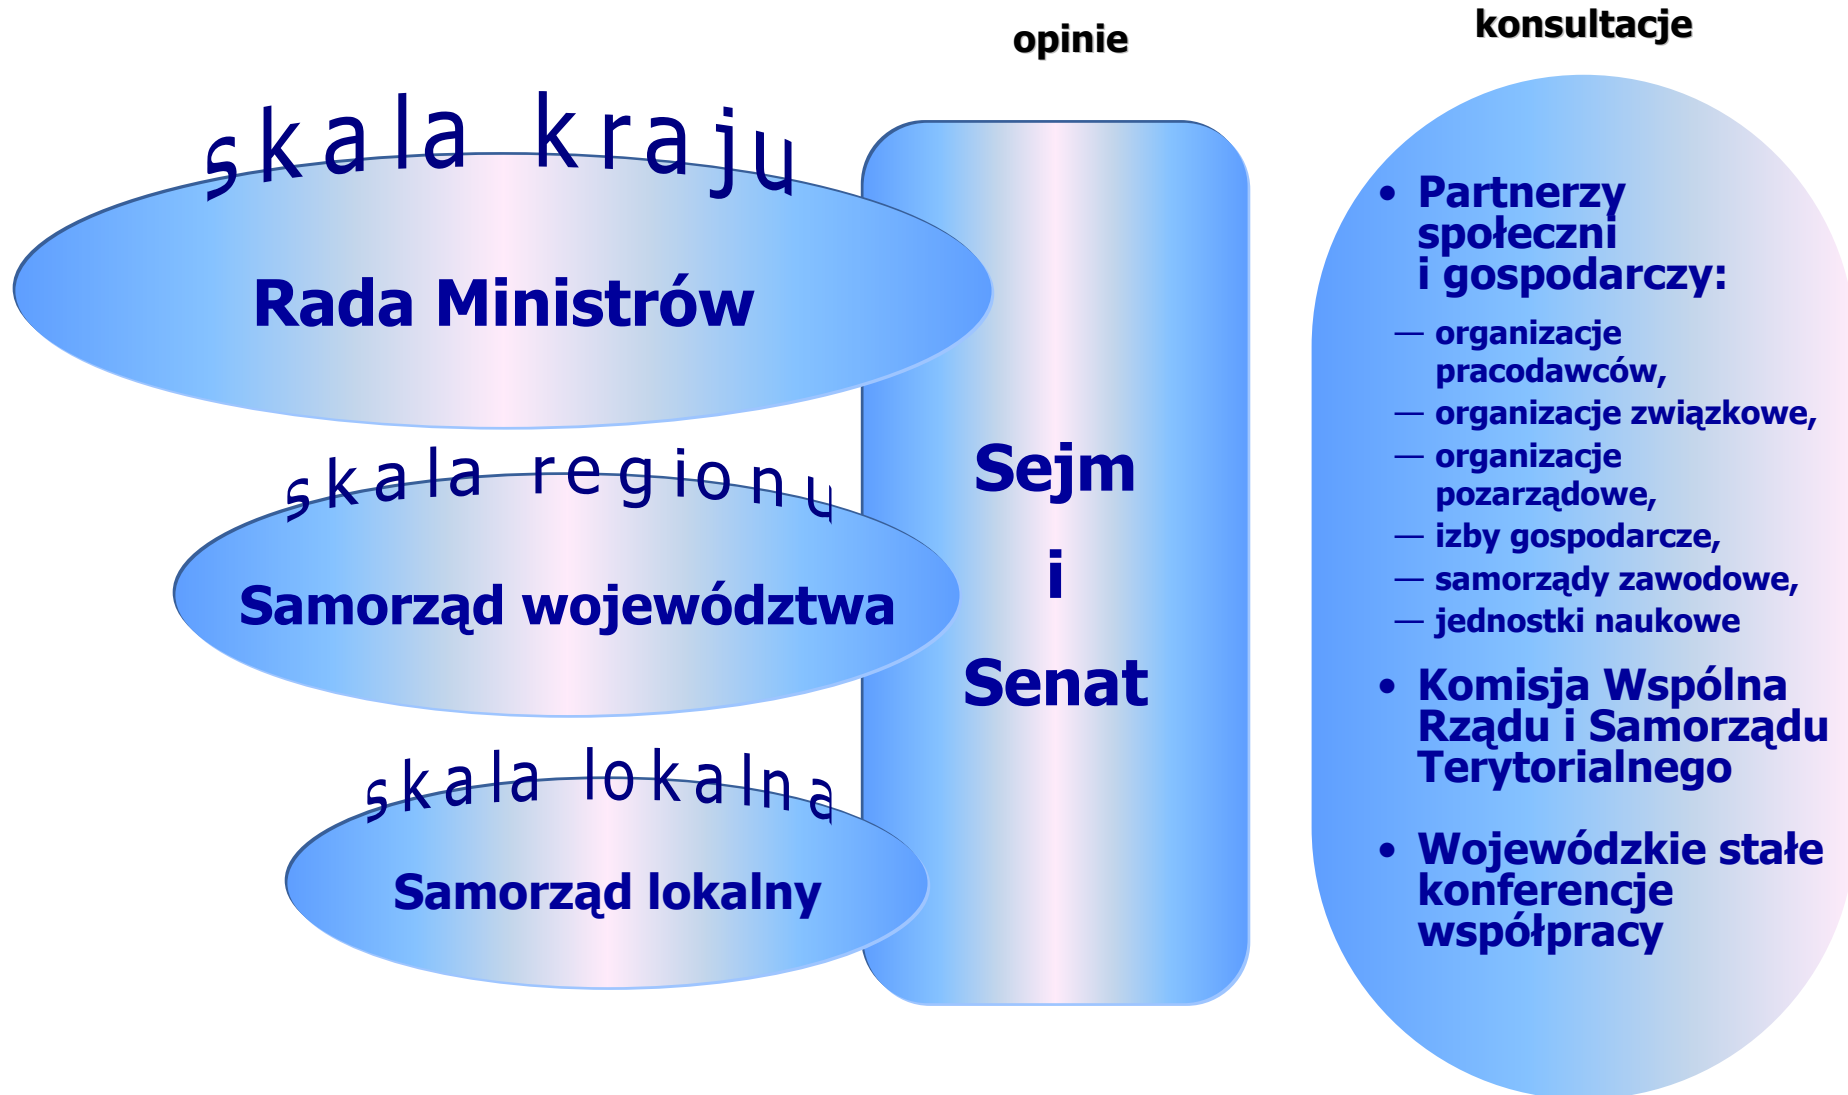 opinie
konsultacje
skala kraju
Rada Ministrów
skala regionu
Samorząd województwa
skala lokalna
Samorząd lokalny
Sejm
i
Senat
• Partnerzy
społeczni
i gospodarczy:
— organizacje
pracodawców,
— organizacje związkowe,
— organizacje
pozarządowe,
— izby gospodarcze,
— samorządy zawodowe,
— jednostki naukowe
• Komisja Wspólna
Rządu i Samorządu
Terytorialnego
• Wojewódzkie stałe
konferencje
współpracy